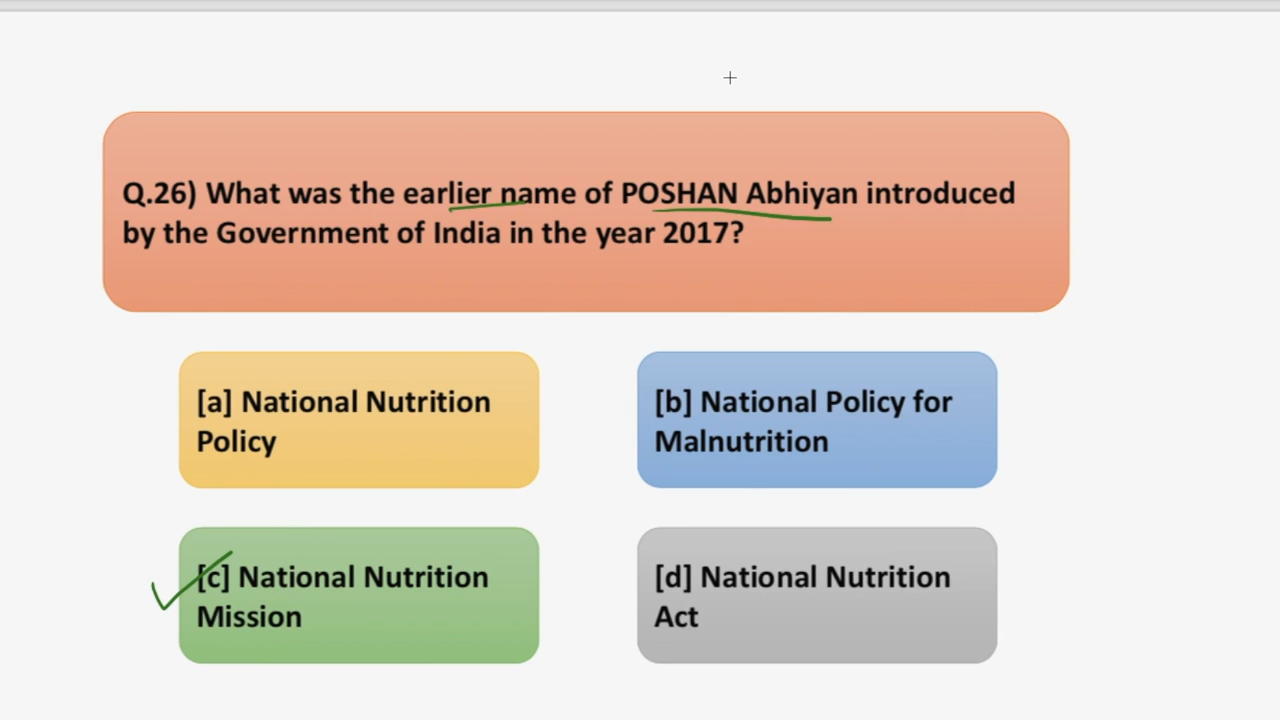 Q.26) What was the earlier name of POSHAN Abhiyan introduced
by the Government of India in the year 2017?
[a] National Nutrition
Policy
[b] National Policy for
Malnutrition
[c] National Nutrition
Mission
[d] National Nutrition
Act